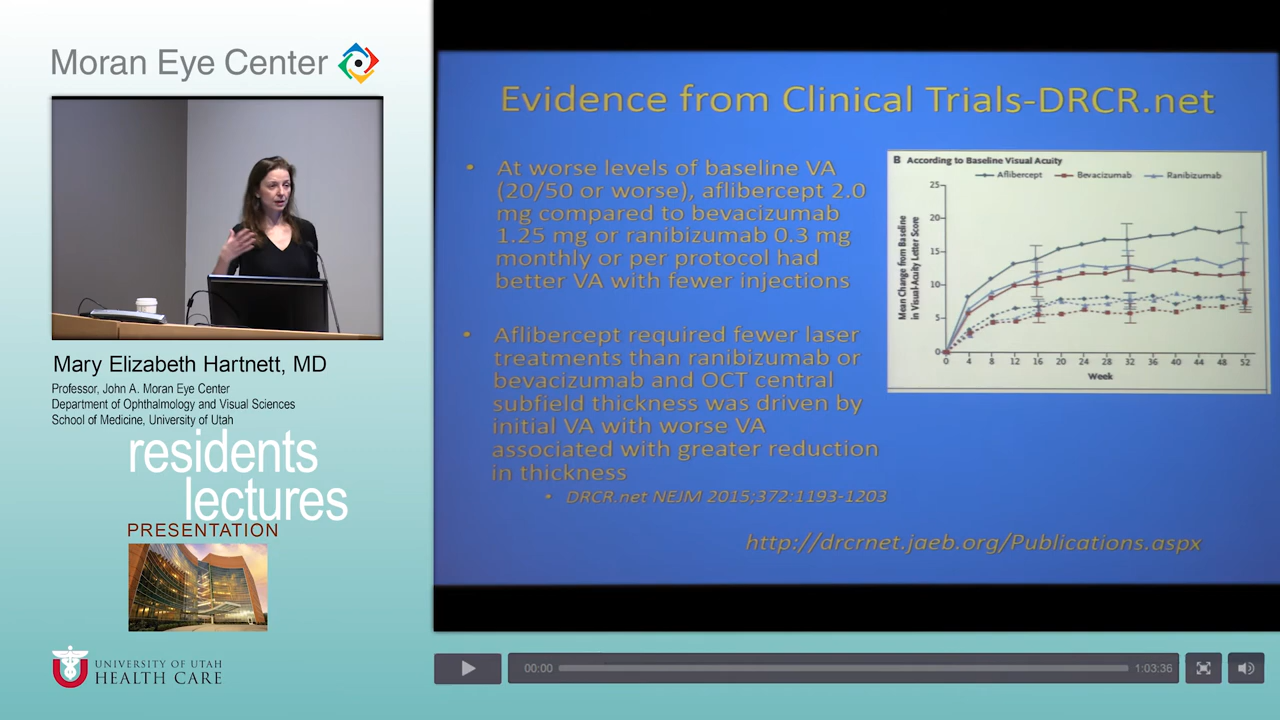 Moran Eye Center
Mary Elizabeth Hartnett, MD
Professor, John A. Moran Eye Center
Department of Ophthalmology and Visual Sciences
School of Medicine, University of Utah
residents
lectures
PRESENTATION
UNIVERSITY OF UTAH
HEALTH CARE
Evidence from Clinical Trials-DRCR.net
• At worse levels of baseline VA
(20/50 or worse), aflibercept 2.0
mg compared to bevacizumab
1.25 mg or ranibizumab 0.3 mg
monthly or per protocol had
better VA with fewer injections
• Aflibercept required fewer laser
treatments than ranibizumab or
bevacizumab and OCT central
subfield thickness was driven by
initial VA with worse VA
associated with greater reduction
in thickness
• DRCR.net NEJM 2015;372:1193-1203
http://drcrnet.jaeb.org/Publications.aspx
B According to Baseline Visual Acuity
Aflibercept Bevacizumab Ranibizumab
Mean Change from Baseline
in Visual-Acuity Letter Score
25
20
15
10
5
0
0 4 8 12 16 20 24 28 32 36 40 44 48 52
Week
00:00 1:03:36